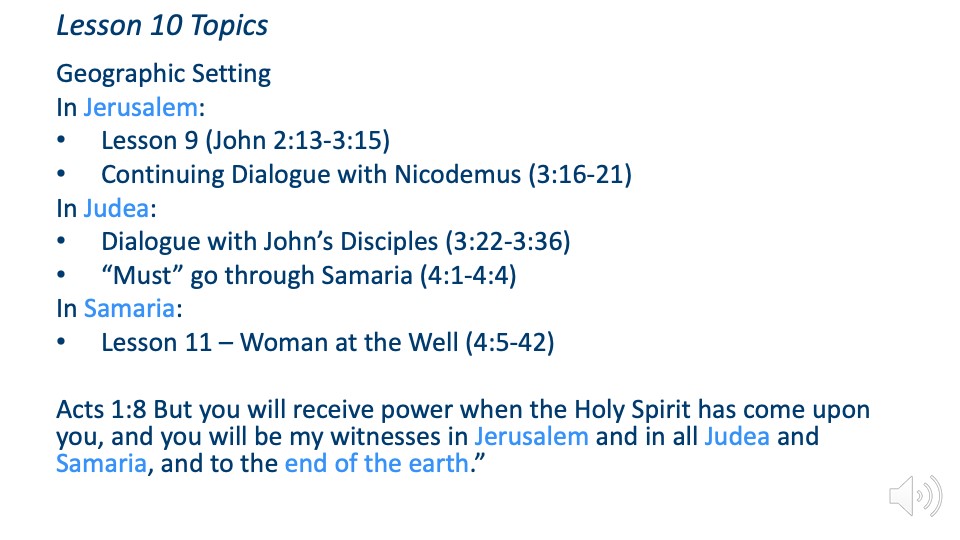 Lesson 10 Topics
Geographic Setting
In Jerusalem:
• Lesson 9 (John 2:13-3:15)
• Continuing Dialogue with Nicodemus (3:16-21)
In Judea:
• Dialogue with John’s Disciples (3:22-3:36)
• “Must” go through Samaria (4:1-4:4)
In Samaria:
• Lesson 11 – Woman at the Well (4:5-42)
Acts 1:8 But you will receive power when the Holy Spirit has come upon
you, and you will be my witnesses in Jerusalem and in all Judea and
Samaria, and to the end of the earth.”